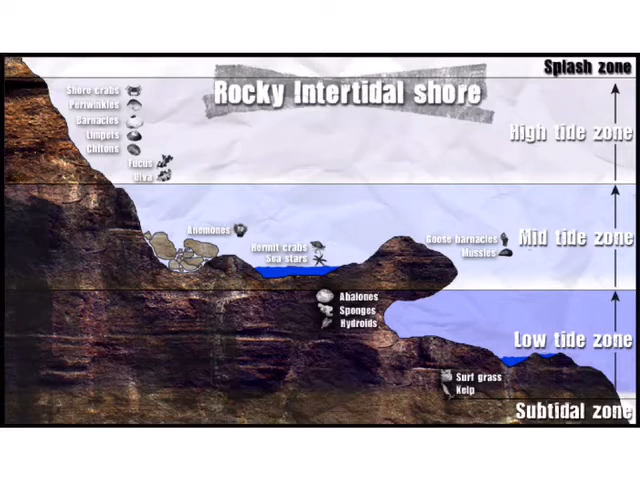 Splash zone
Rocky Intertidal shore
Shore crabs
Periwinkles
Barnacles
Limpets
Chitons
Fucus
Ulva
High tide zone
Anemones
Hermit crabs
Sea stars
Goose barnacles
Mussles
Mid tide zone
Abalones
Sponges
Hydroids
Low tide zone
Surf grass
Kelp
Subtidal zone